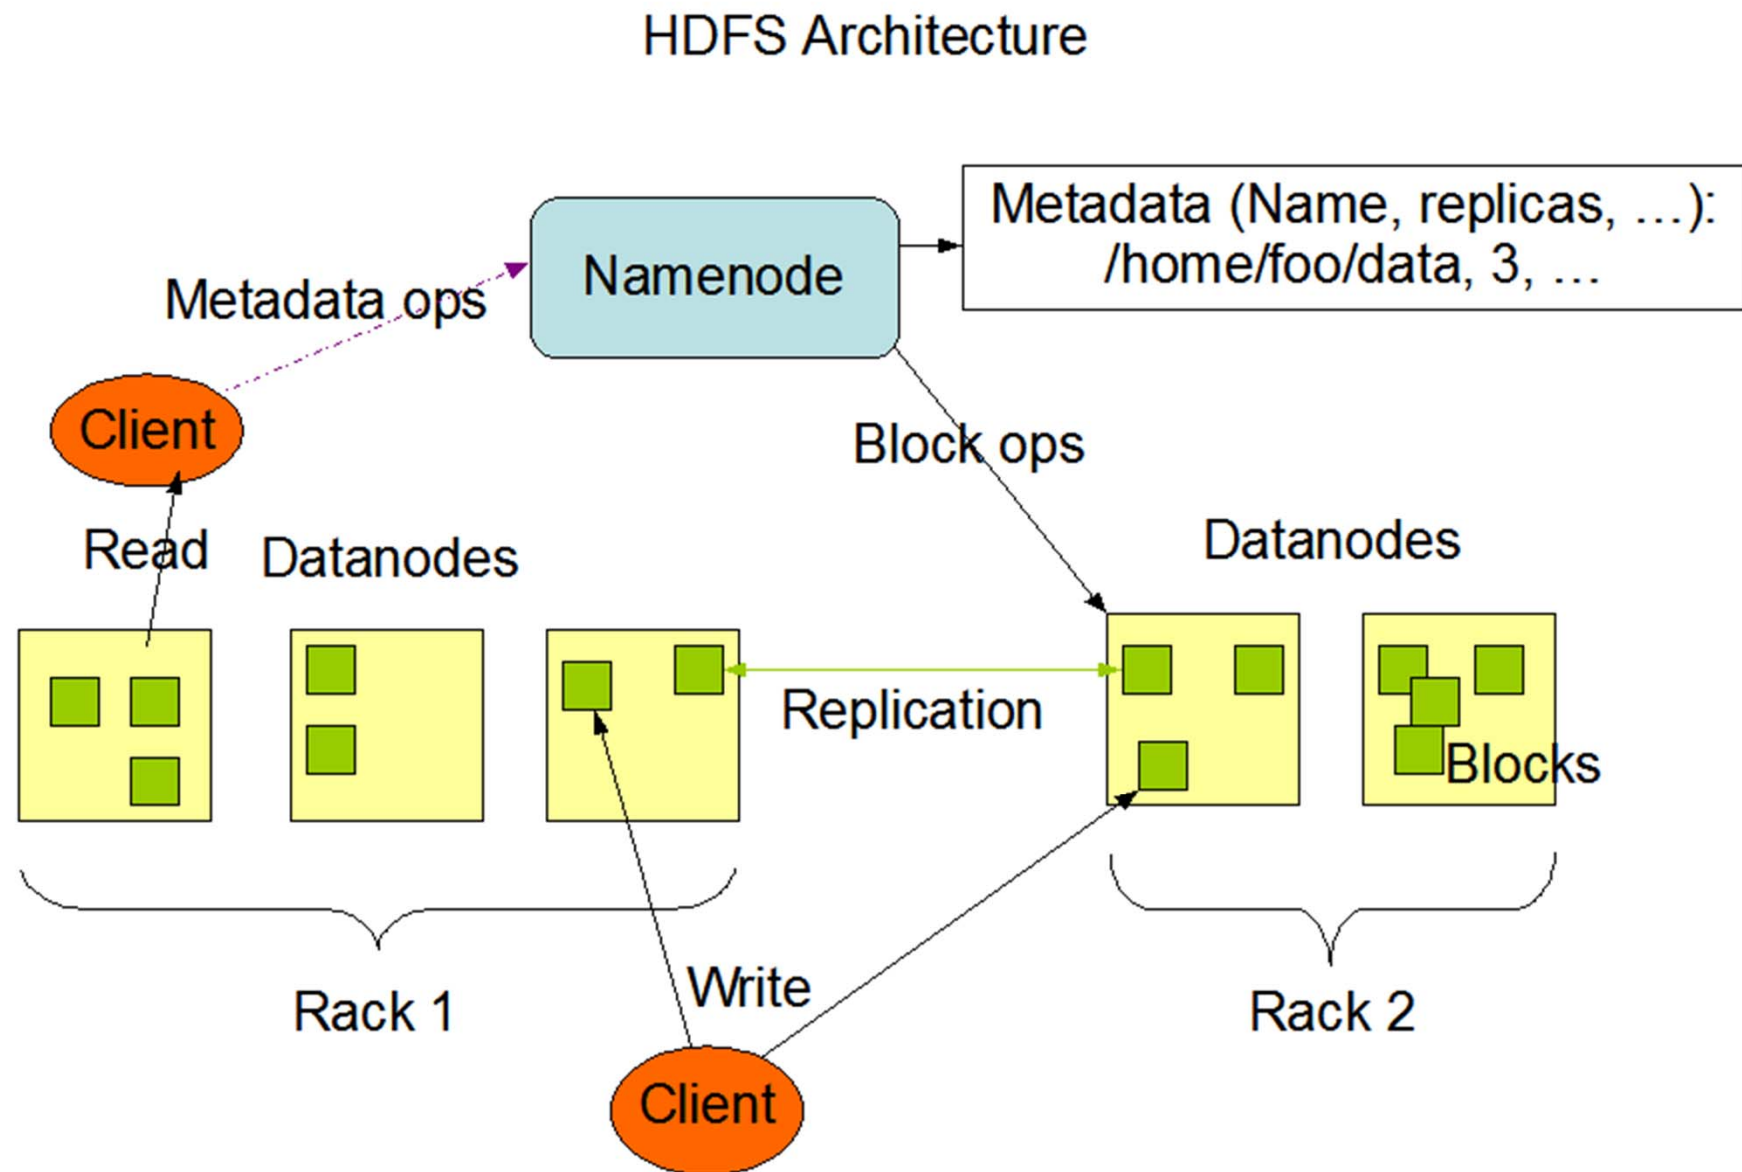 HDFS Architecture
Metadata (Name, replicas, …):
/home/foo/data, 3, …
Namenode
Metadata ops
Client
Block ops
Read
Datanodes
Datanodes
Replication
Blocks
Rack 1
Write
Rack 2
Client